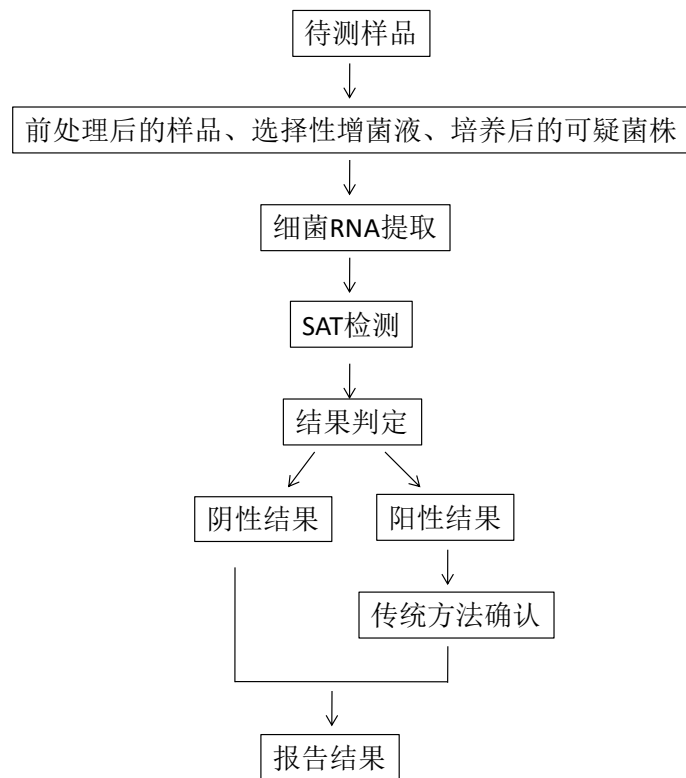 待测样品
前处理后的样品、选择性增菌液、培养后的可疑菌株
细菌RNA提取
SAT检测
结果判定
阴性结果
阳性结果
传统方法确认
报告结果